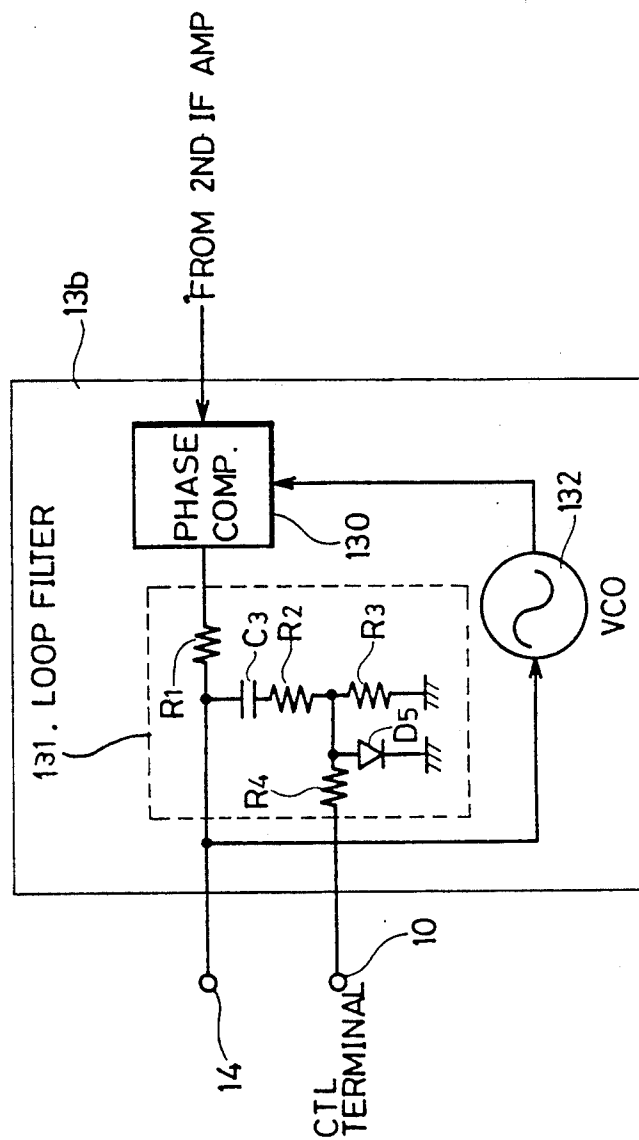 131. LOOP FILTER
13b
FROM 2ND IF AMP
PHASE
COMP.
130
R1
C3
R2
R3
R4
D5
132
VCO
14
10
CTL
TERMINAL